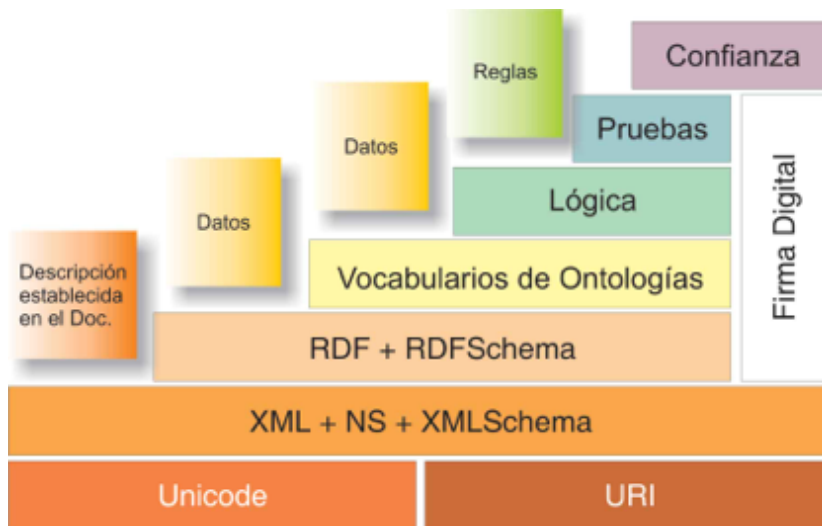 Reglas
Confianza
Datos
Pruebas
Datos
Lógica
Firma Digital
Descripción
establecida
en el Doc.
Vocabularios de Ontologías
RDF + RDFSchema
XML + NS + XMLSchema
Unicode
URI